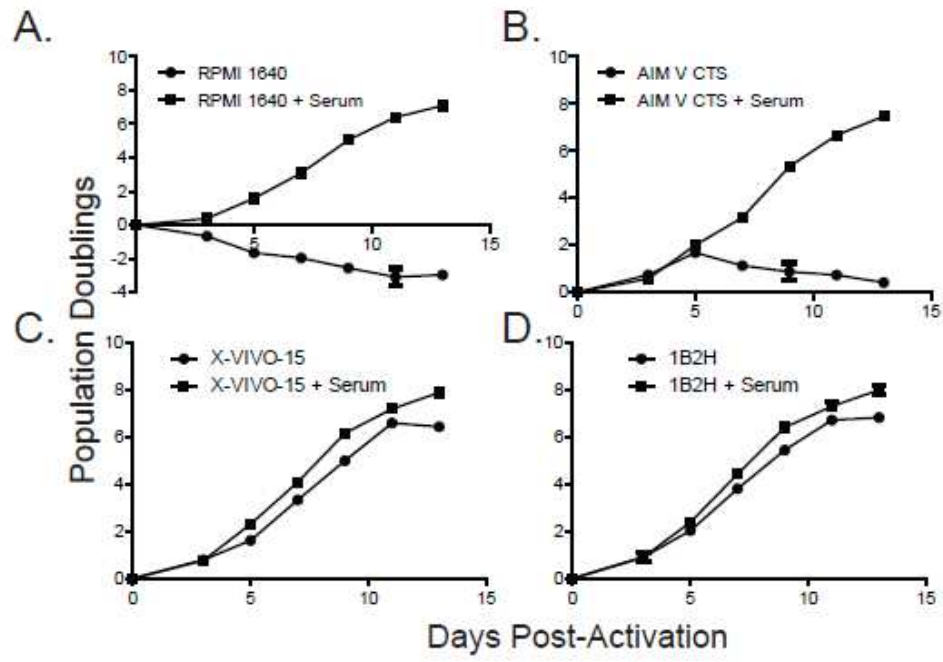 A.
10
8
6
4
2
0
-2
-4
5
10
15
RPMI 1640
RPMI 1640 + Serum
B.
10
8
6
4
2
0
0
5
10
15
AIM V CTS
AIM V CTS + Serum
C.
10
8
6
4
2
0
0
5
10
15
X-VIVO-15
X-VIVO-15 + Serum
D.
10
8
6
4
2
0
0
5
10
15
1B2H
1B2H + Serum
Population Doublings
Days Post-Activation